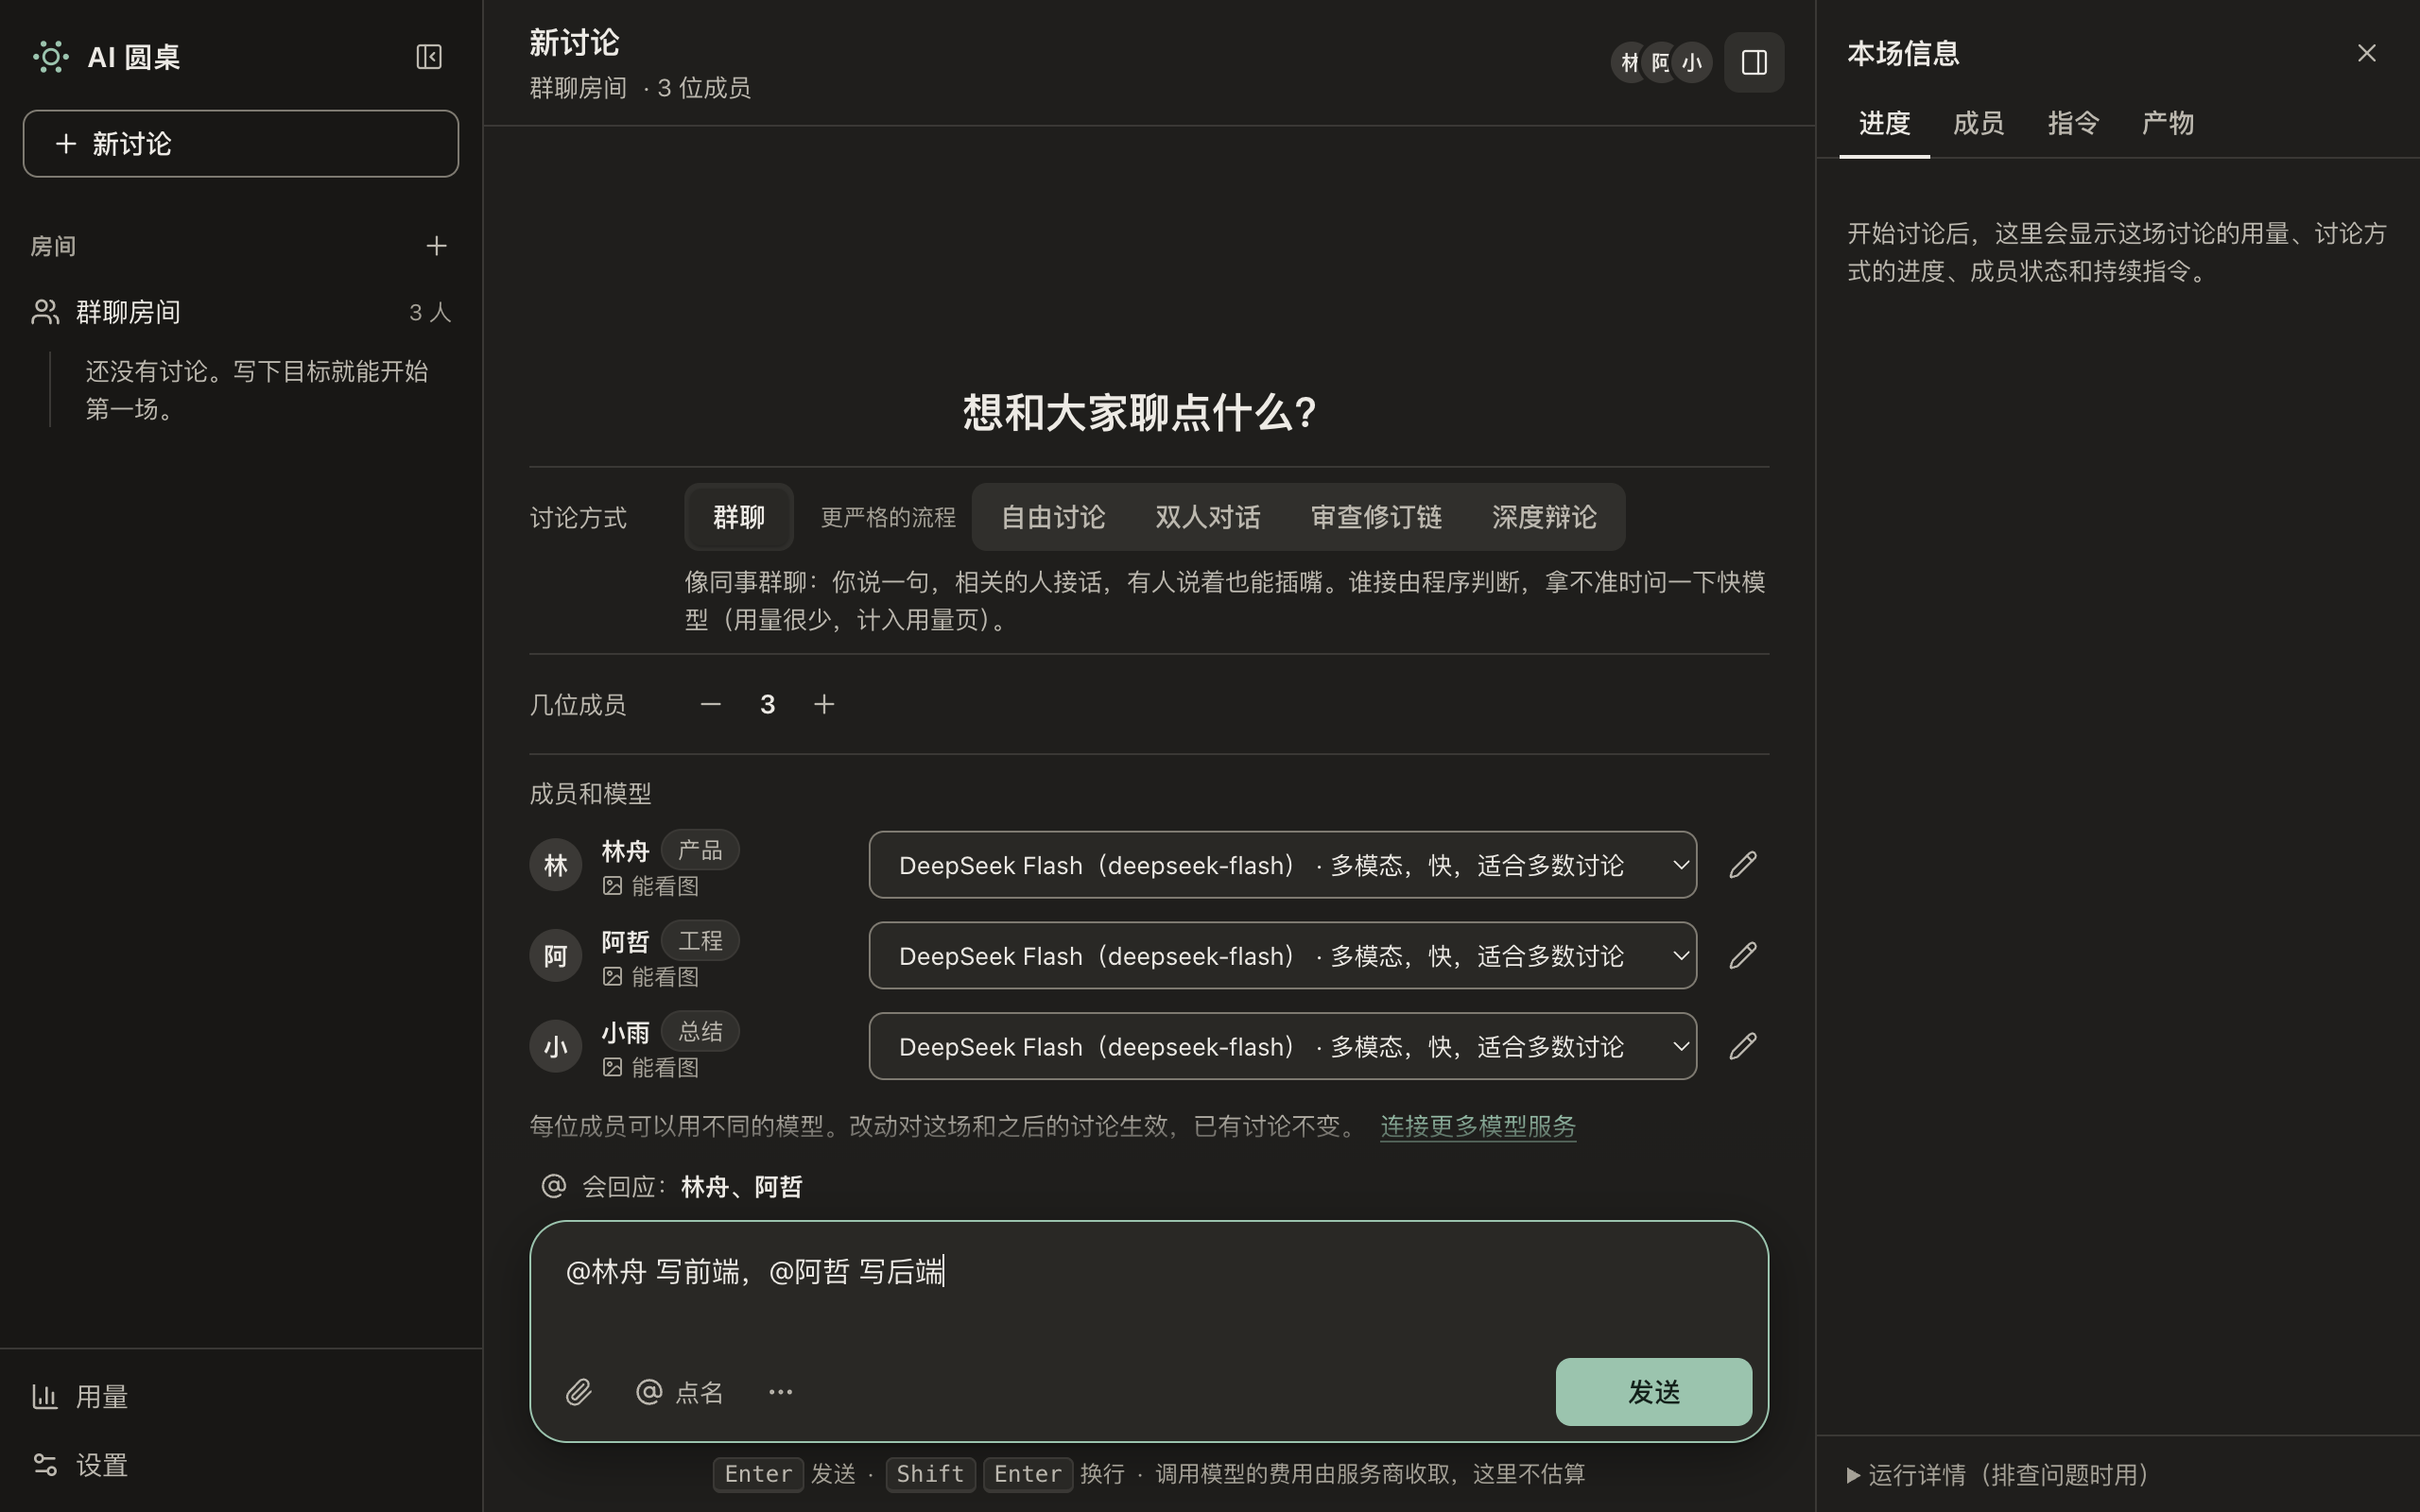 AI 圆桌
新讨论
房间
群聊房间
3 人
还没有讨论。写下目标就能开始
第一场。
用量
设置
新讨论
群聊房间 · 3 位成员
林 阿 小
想和大家聊点什么?
讨论方式
群聊
更严格的流程
自由讨论
双人对话
审查修订链
深度辩论
像同事群聊：你说一句，相关的人接话，有人说着也能插嘴。谁接由程序判断，拿不准时问一下快模
型（用量很少，计入用量页）。
几位成员
3
成员和模型
林
林舟 产品
能看图
DeepSeek Flash（deepseek-flash） · 多模态，快，适合多数讨论
阿
阿哲 工程
能看图
DeepSeek Flash（deepseek-flash） · 多模态，快，适合多数讨论
小
小雨 总结
能看图
DeepSeek Flash（deepseek-flash） · 多模态，快，适合多数讨论
每位成员可以用不同的模型。改动对这场和之后的讨论生效，已有讨论不变。 连接更多模型服务
@ 会回应：林舟、阿哲
@林舟 写前端，@阿哲 写后端
@ 点名
发送
Enter 发送 · Shift Enter 换行 · 调用模型的费用由服务商收取，这里不估算
本场信息
进度
成员
指令
产物
开始讨论后，这里会显示这场讨论的用量、讨论方
式的进度、成员状态和持续指令。
运行详情（排查问题时用）